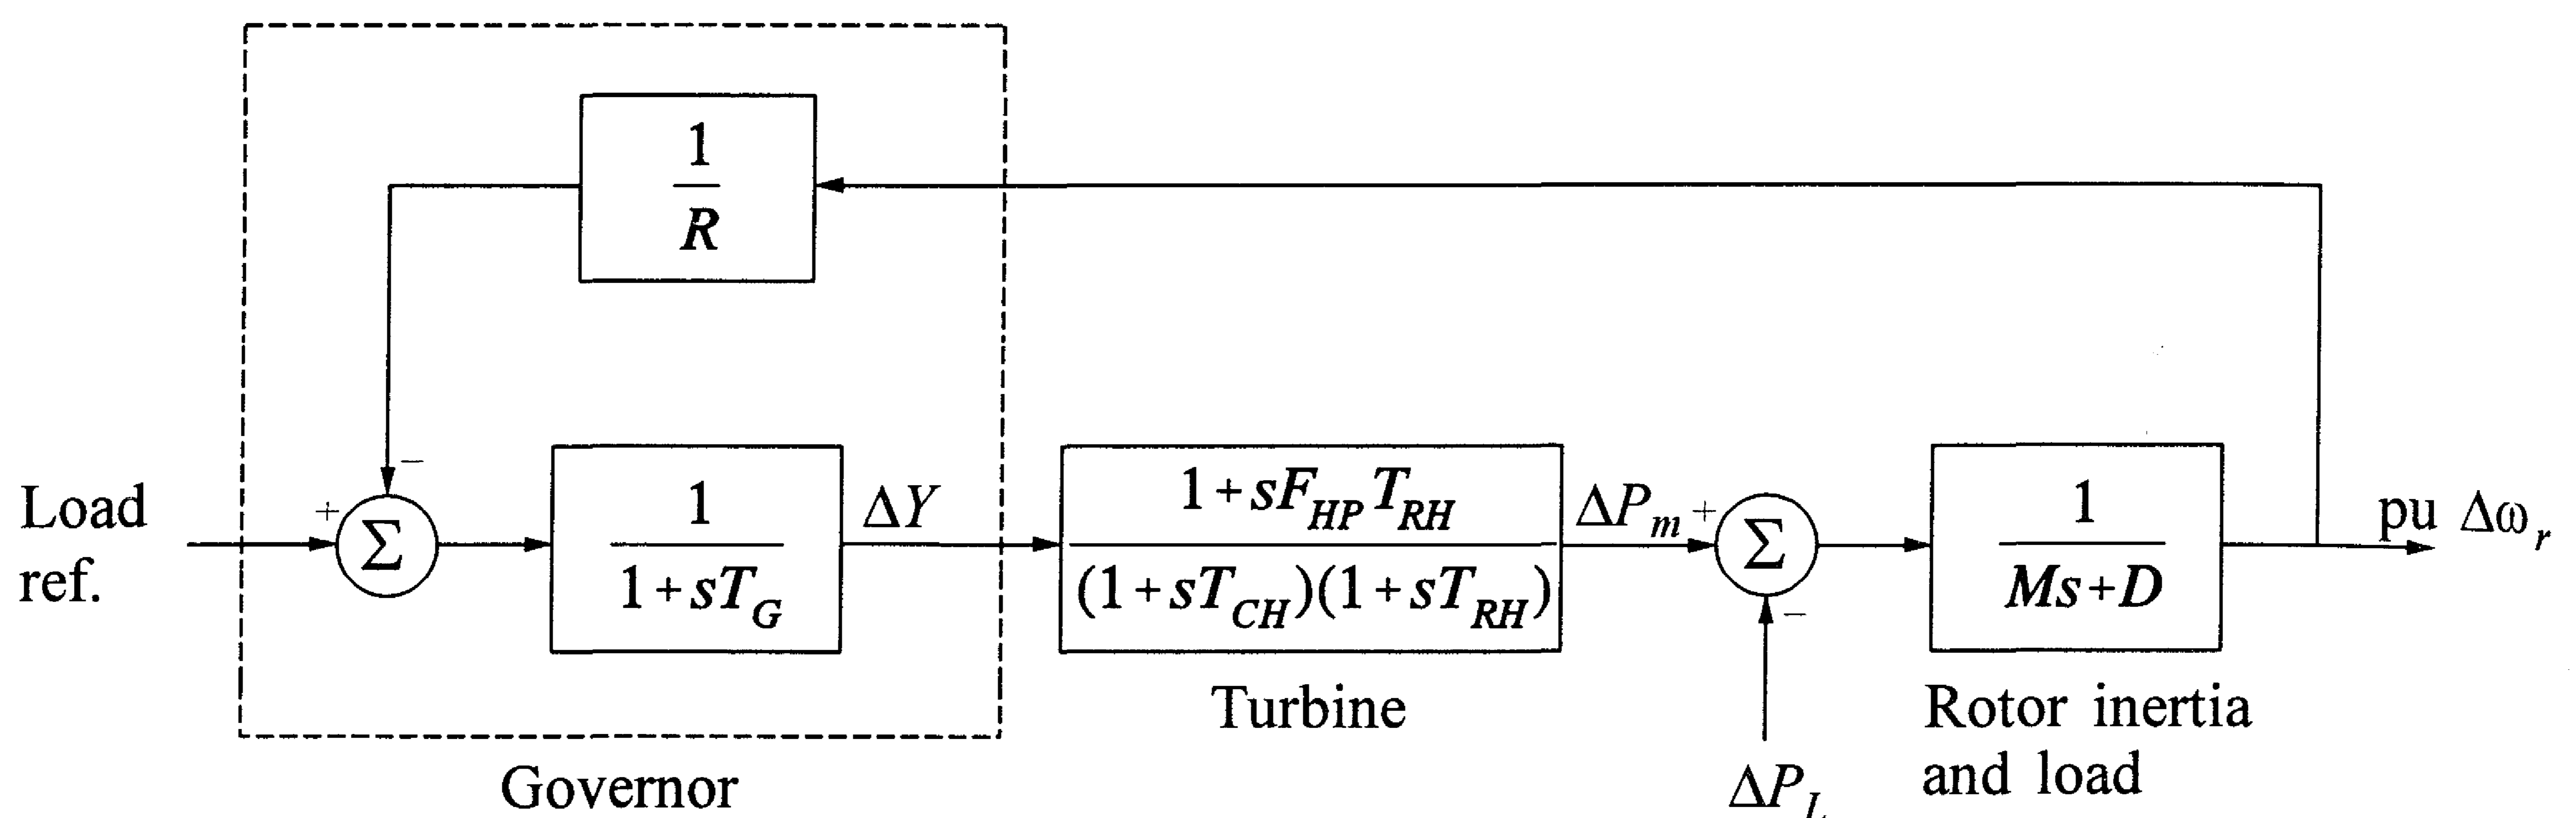 1
R
Load
ref.
+
−
Σ
1
1+sT_G
ΔY
1+sF_HP T_RH
(1+sT_CH)(1+sT_RH)
ΔP_m
+
Σ
−
1
Ms+D
pu Δω_r
Governor
Turbine
ΔP_L
Rotor inertia
and load